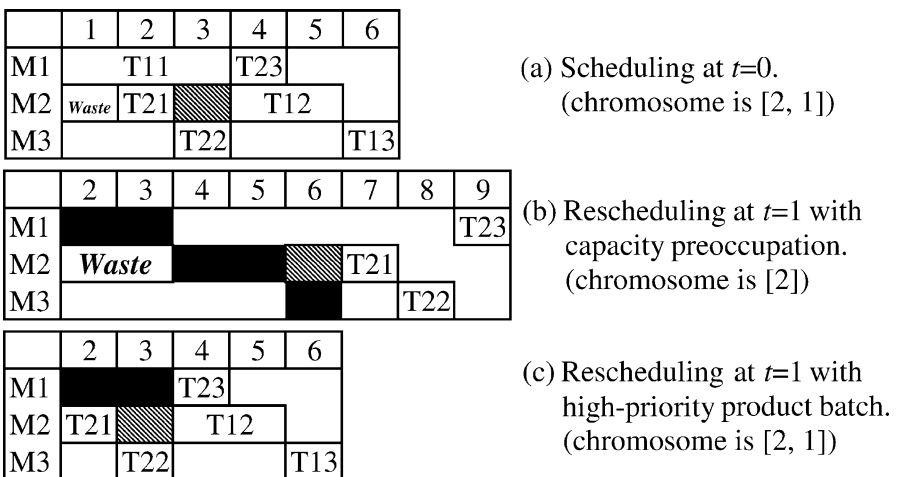 1 2 3 4 5 6
M1 T11 T23
M2 Waste T21 T12
M3 T22 T13
(a) Scheduling at t=0.
(chromosome is [2, 1])
2 3 4 5 6 7 8 9
M1 T23
M2 Waste T21
M3 T22
(b) Rescheduling at t=1 with
capacity preoccupation.
(chromosome is [2])
2 3 4 5 6
M1 T23
M2 T21 T12
M3 T22 T13
(c) Rescheduling at t=1 with
high-priority product batch.
(chromosome is [2, 1])